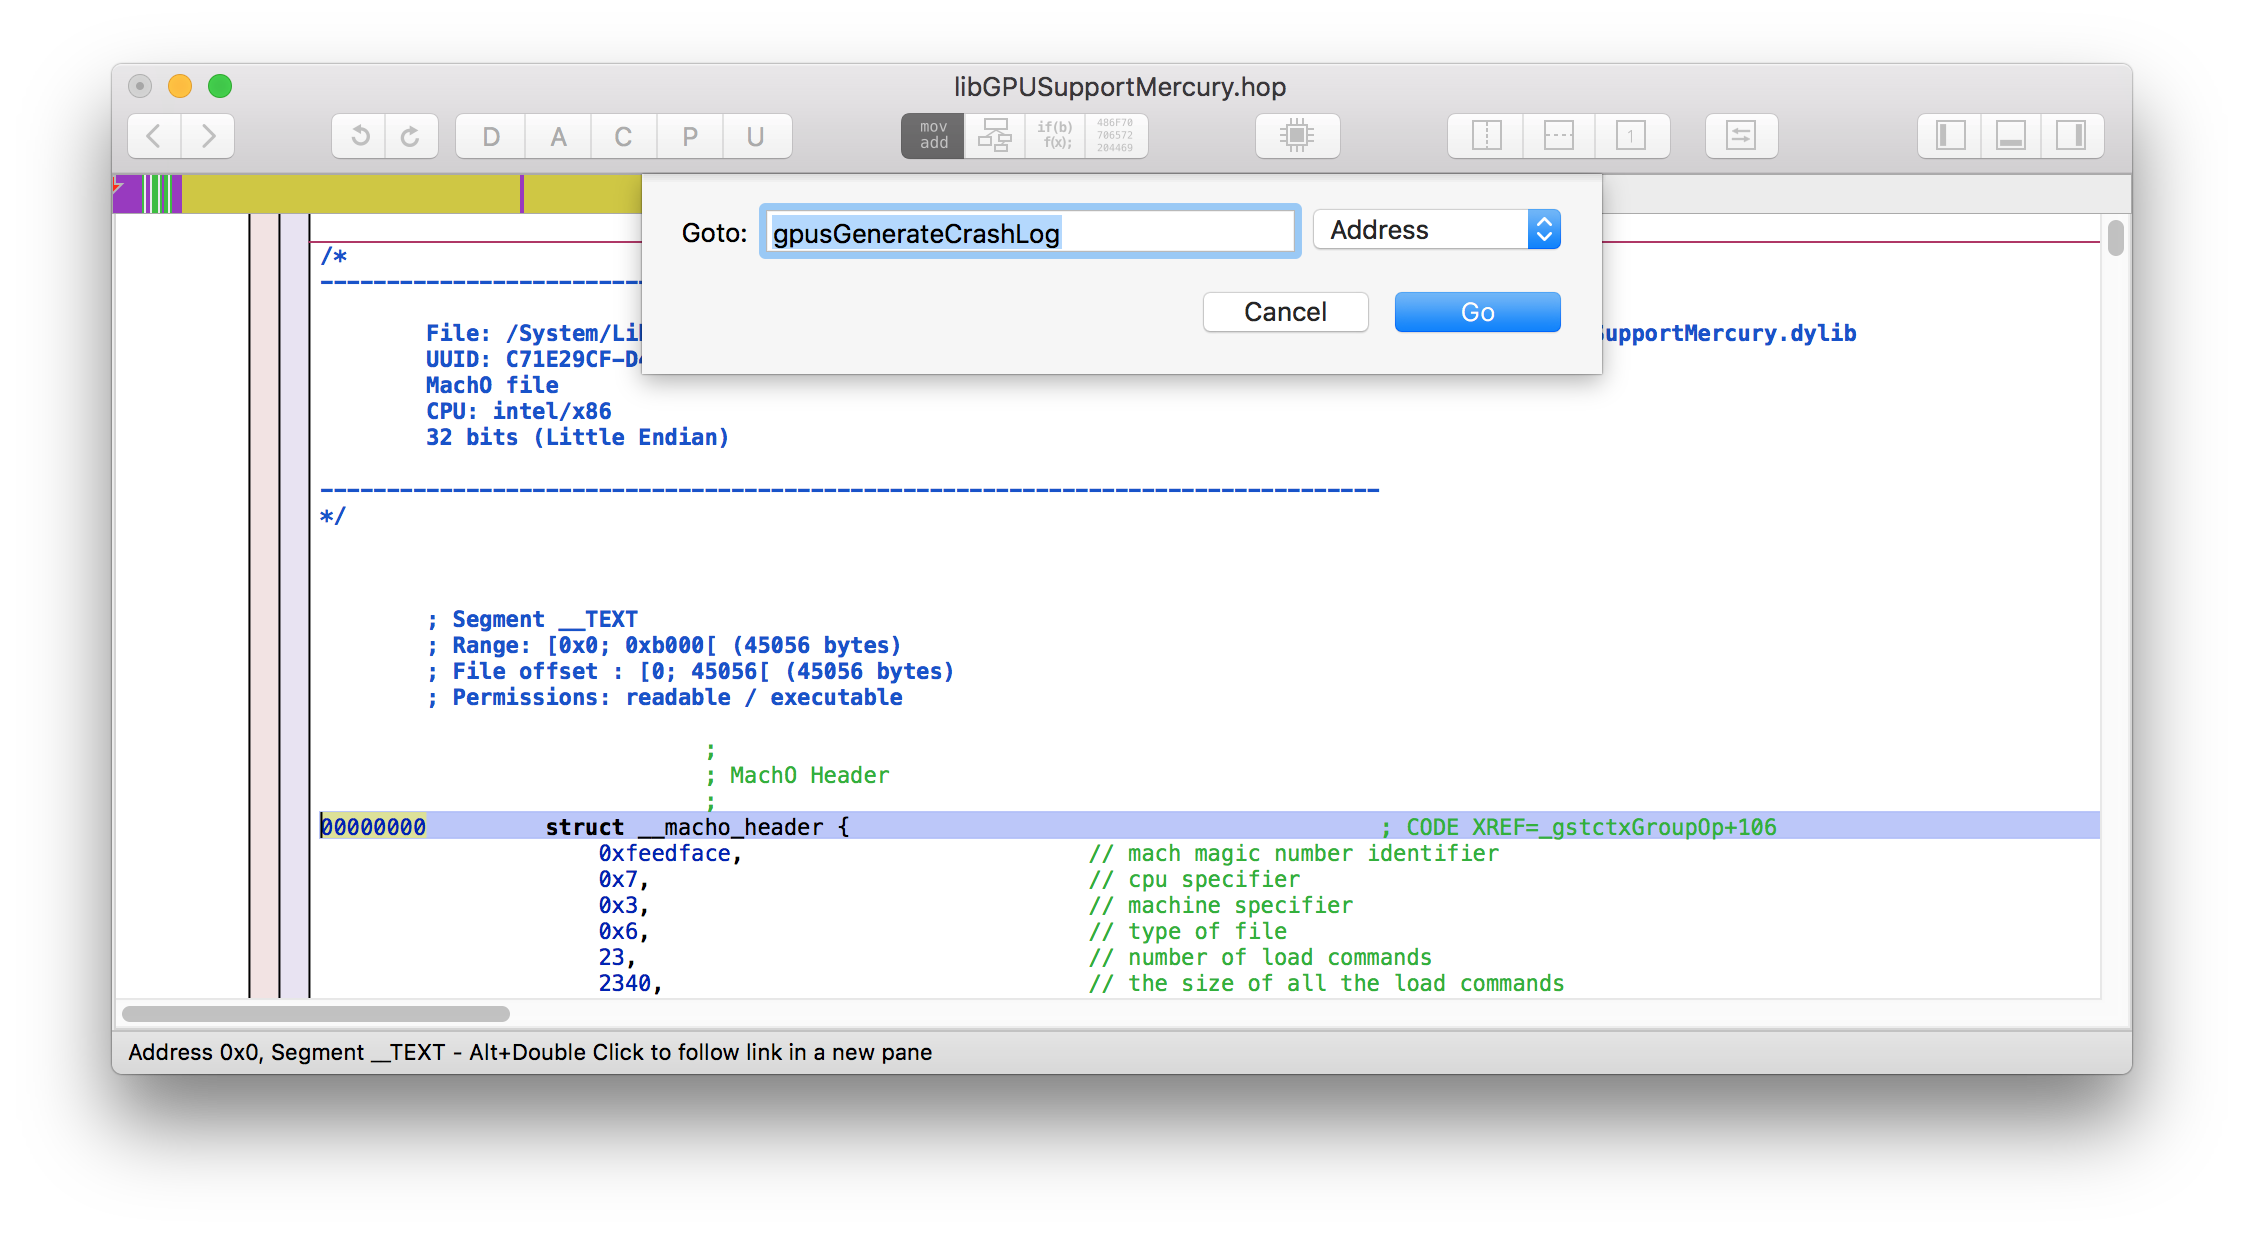 libGPUSupportMercury.hop
D A C P U
mov
add
if(b)
f(x);
486F70
706572
204469
1
Goto: gpusGenerateCrashLog Address
Cancel Go
/*
--------------------------------------------------------------------------------
File: /System/Li upportMercury.dylib
UUID: C71E29CF-D4
MachO file
CPU: intel/x86
32 bits (Little Endian)
--------------------------------------------------------------------------------
*/
; Segment __TEXT
; Range: [0x0; 0xb000[ (45056 bytes)
; File offset : [0; 45056[ (45056 bytes)
; Permissions: readable / executable
;
; MachO Header
;
00000000 struct __macho_header { ; CODE XREF=_gstctxGroupOp+106
0xfeedface, // mach magic number identifier
0x7, // cpu specifier
0x3, // machine specifier
0x6, // type of file
23, // number of load commands
2340, // the size of all the load commands
Address 0x0, Segment __TEXT - Alt+Double Click to follow link in a new pane